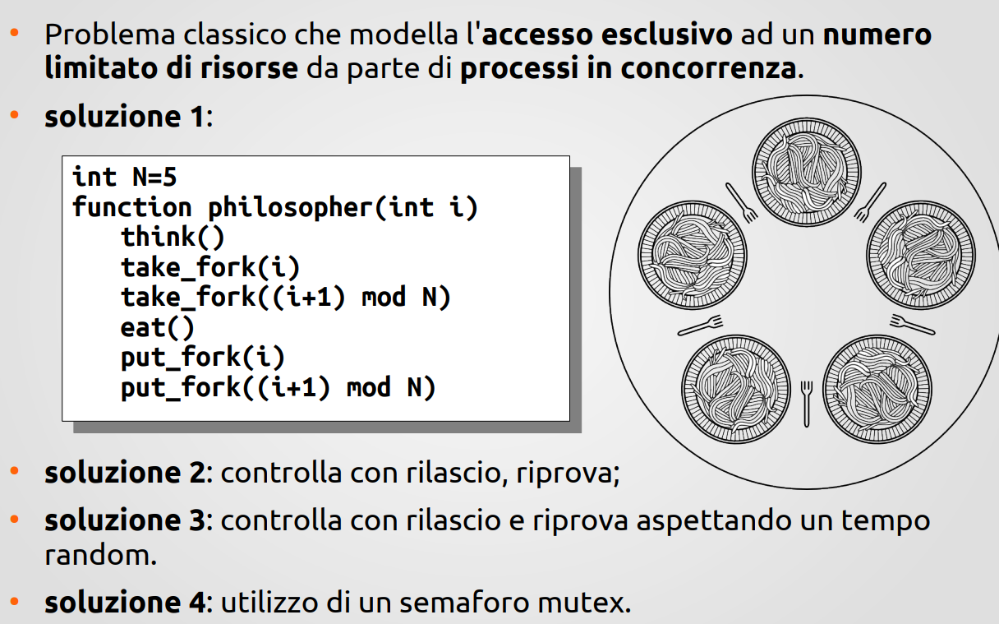 • Problema classico che modella l'accesso esclusivo ad un numero
limitato di risorse da parte di processi in concorrenza.
• soluzione 1:
int N=5
function philosopher(int i)
think()
take_fork(i)
take_fork((i+1) mod N)
eat()
put_fork(i)
put_fork((i+1) mod N)
• soluzione 2: controlla con rilascio, riprova;
• soluzione 3: controlla con rilascio e riprova aspettando un tempo
random.
• soluzione 4: utilizzo di un semaforo mutex.